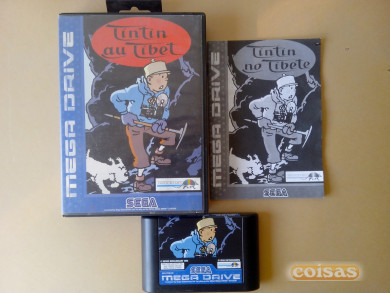 MEGA DRIVE
Tintin
au Tibet
SEGA
MEGA DRIVE
Tintin
no Tibete
SEGA
SEGA
MEGA DRIVE
coisas